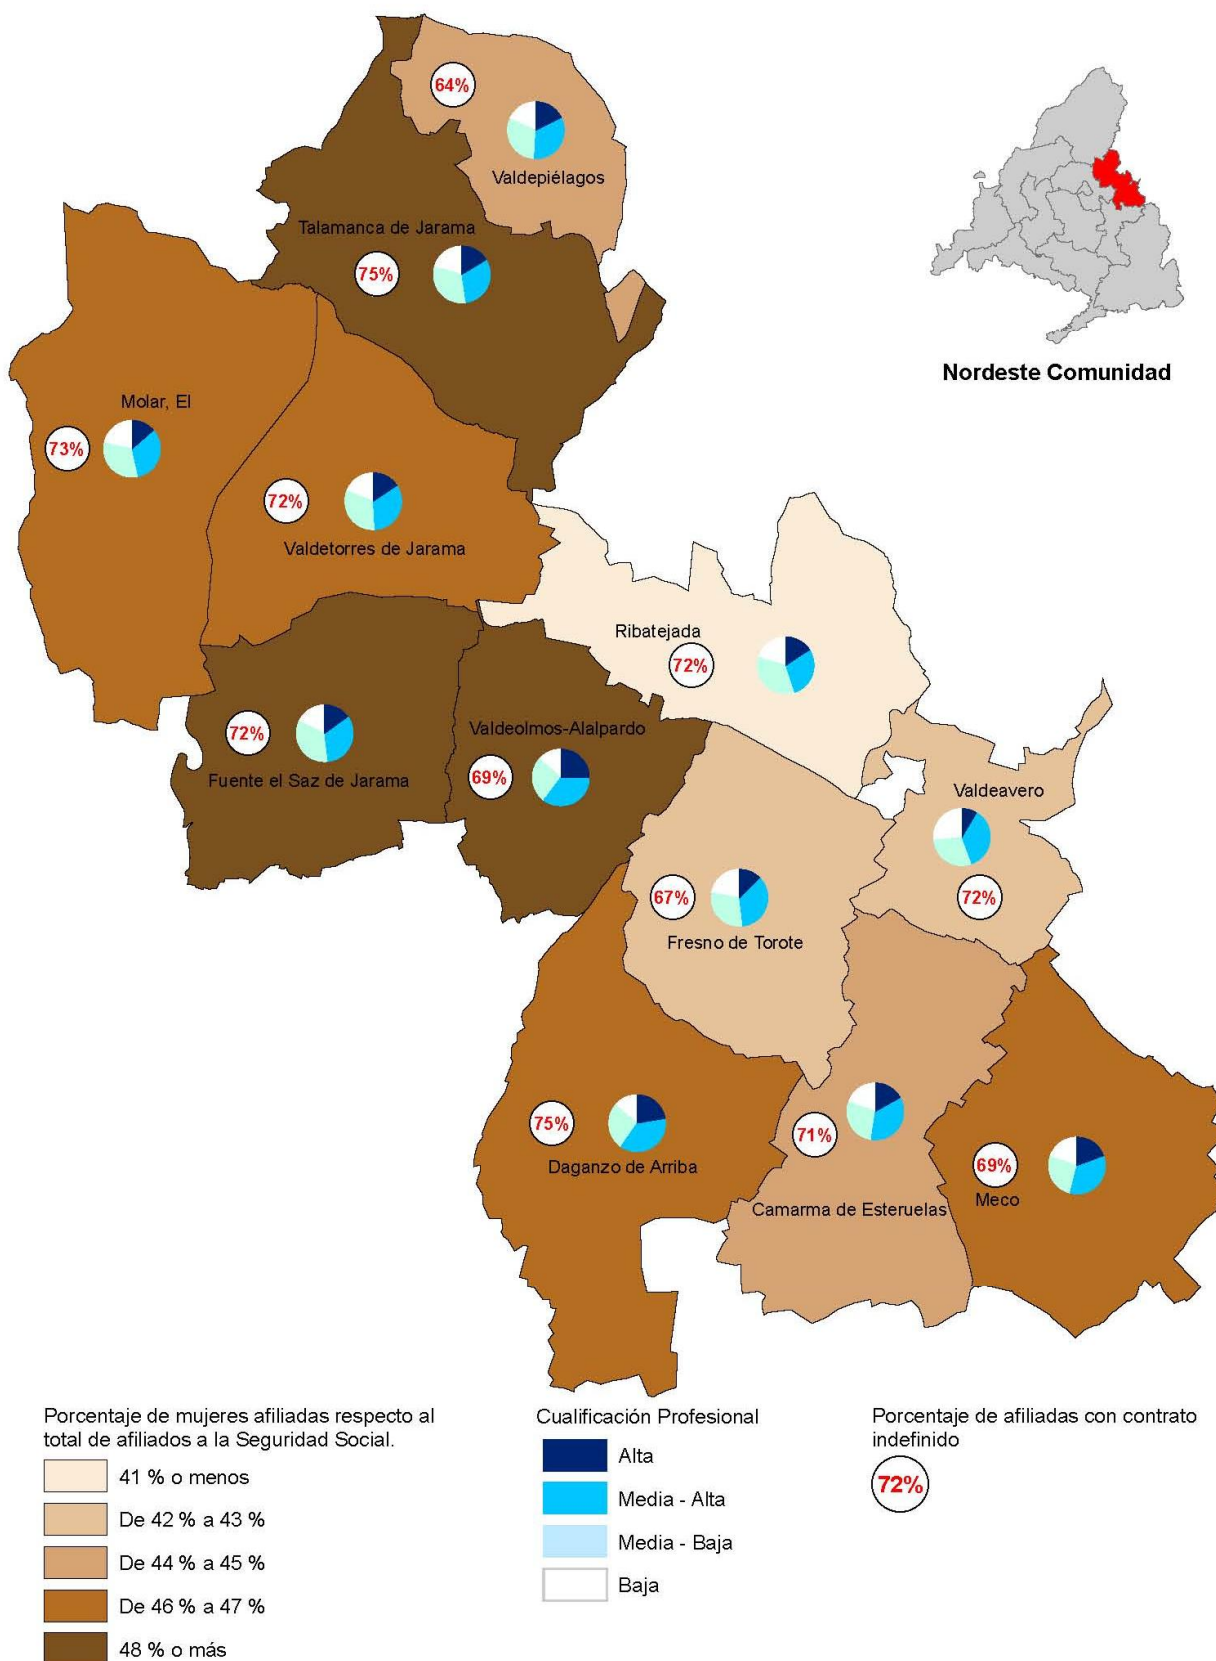 64%
Valdepiélagos
Talamanca de Jarama
75%
Nordeste Comunidad
Molar, El
73%
72%
Valdetorres de Jarama
Ribatejada
72%
Valdeolmos-Alalpardo
72%
69%
Fuente el Saz de Jarama
Valdeavero
67%
72%
Fresno de Torote
75%
71%
Daganzo de Arriba
69%
Meco
Camarma de Esteruelas
Porcentaje de mujeres afiliadas respecto al
total de afiliados a la Seguridad Social.
41 % o menos
De 42 % a 43 %
De 44 % a 45 %
De 46 % a 47 %
48 % o más
Cualificación Profesional
Alta
Media - Alta
Media - Baja
Baja
Porcentaje de afiliadas con contrato
indefinido
72%